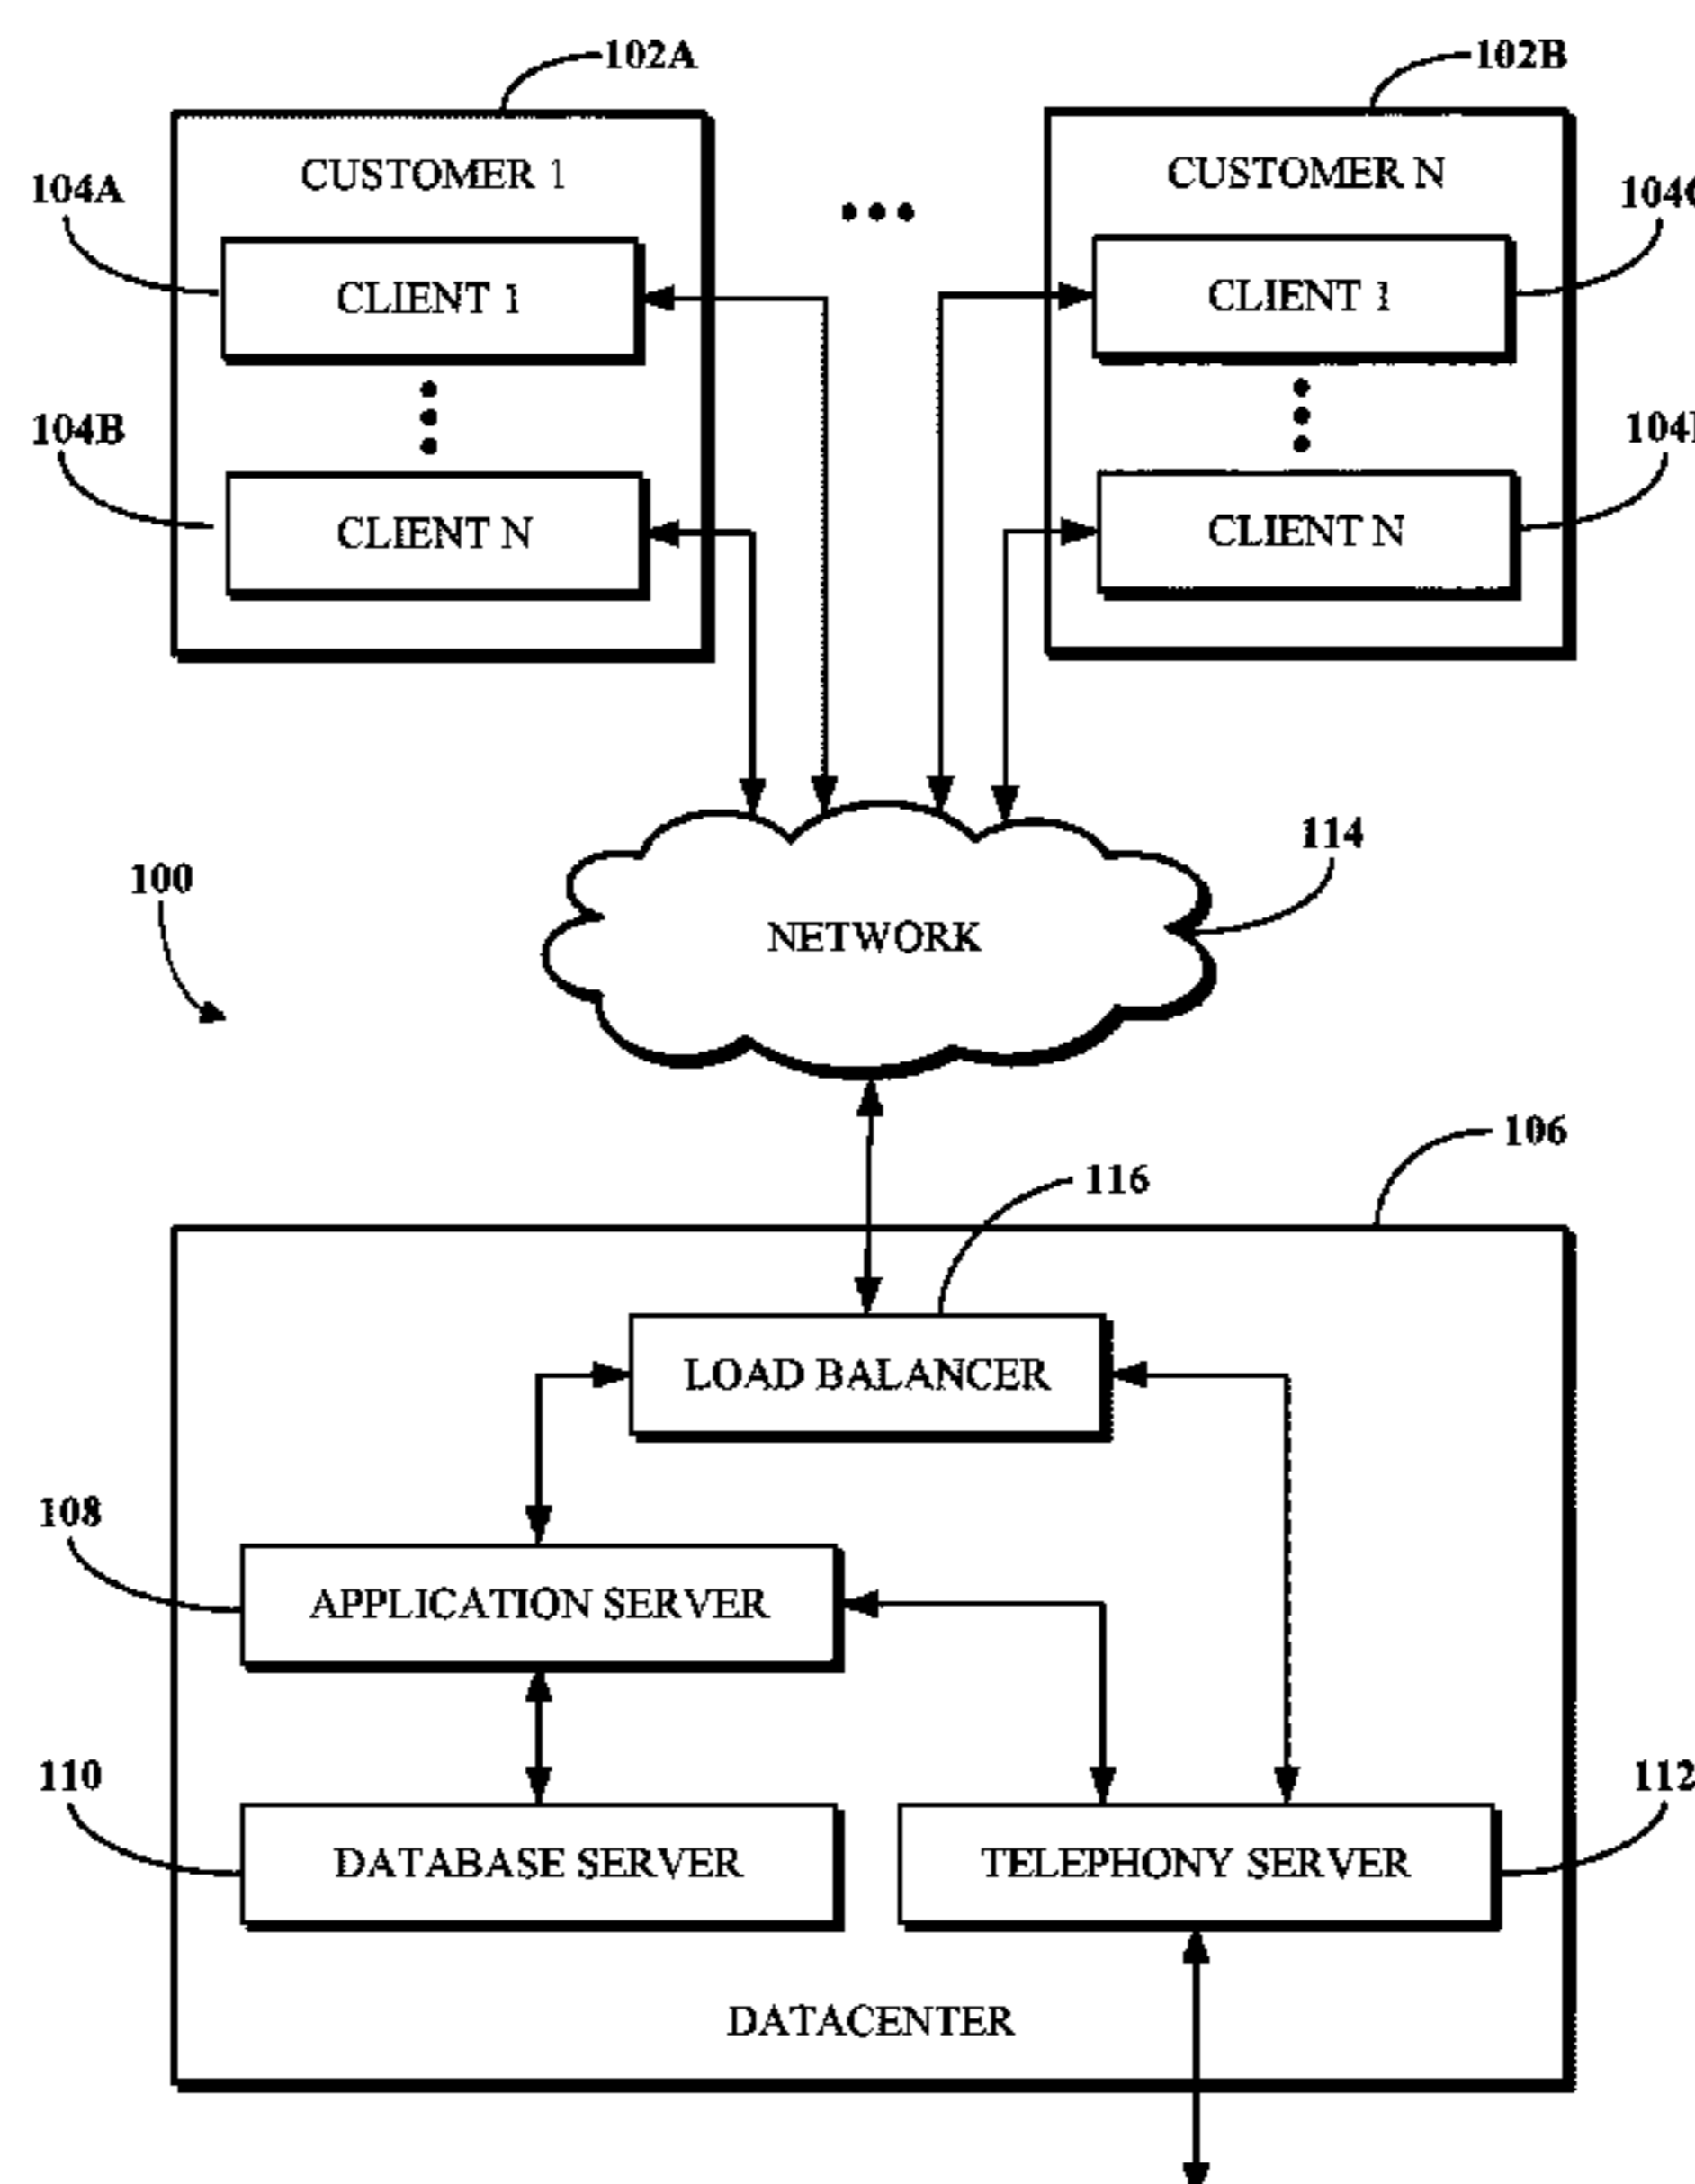 102A
102B
CUSTOMER 1
CUSTOMER N
104A
CLIENT 1
CLIENT 1
104B
CLIENT N
CLIENT N
114
100
NETWORK
106
116
LOAD BALANCER
108
APPLICATION SERVER
110
112
DATABASE SERVER
TELEPHONY SERVER
DATACENTER